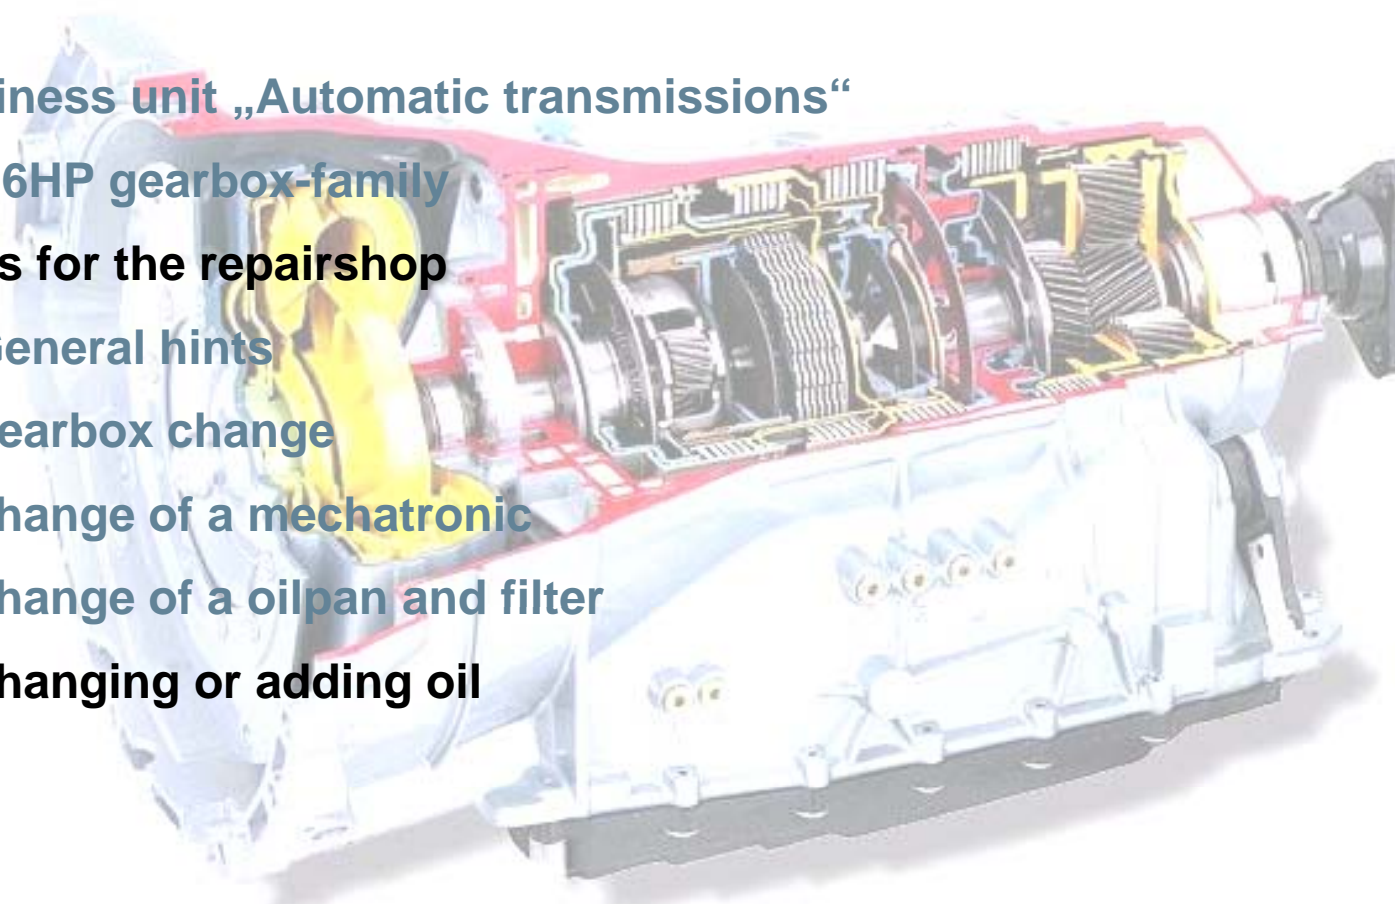 iness unit „Automatic transmissions“
6HP gearbox-family
s for the repairshop
eneral hints
earbox change
hange of a mechatronic
hange of a oilpan and filter
hanging or adding oil